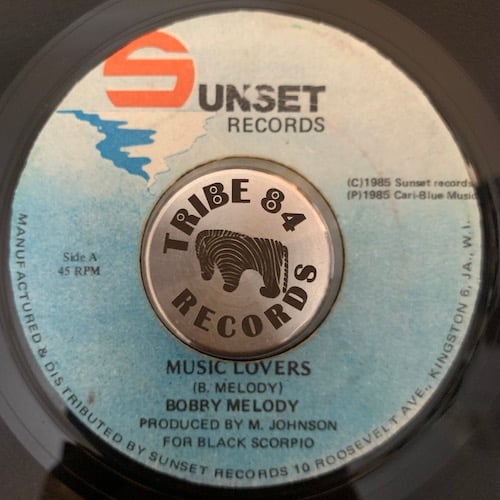 SUNSET
RECORDS
(C)1985 Sunset records
(P)1985 Cari-Blue Music
Side A
45 RPM
TRIBE 84
RECORDS
MUSIC LOVERS
(B. MELODY)
BOBBY MELODY
PRODUCED BY M. JOHNSON
FOR BLACK SCORPIO
MANUFACTURED & DISTRIBUTED BY SUNSET RECORDS 10 ROOSEVELT AVE., KINGSTON 6, JA., W.I.